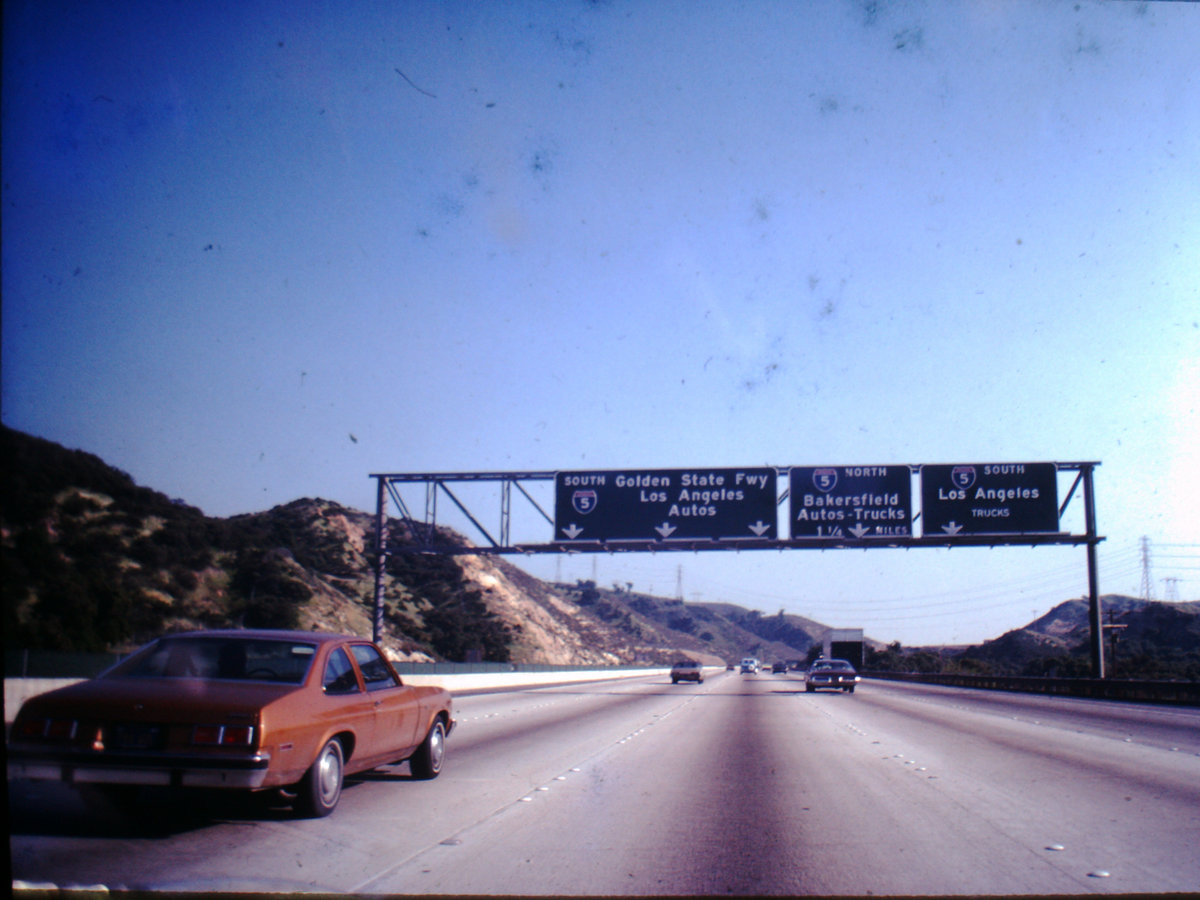 SOUTH Golden State Fwy
5 Los Angeles
Autos
5 NORTH
Bakersfield
Autos-Trucks
1 1/4 MILES
5 SOUTH
Los Angeles
TRUCKS